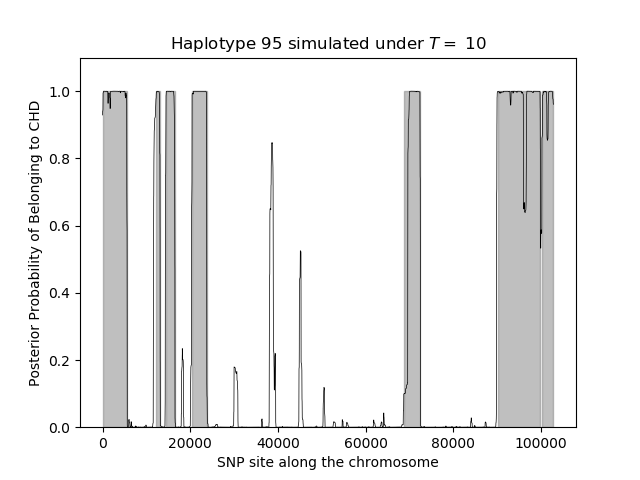 Haplotype 95 simulated under T = 10
Posterior Probability of Belonging to CHD
1.0
0.8
0.6
0.4
0.2
0.0
0 20000 40000 60000 80000 100000
SNP site along the chromosome